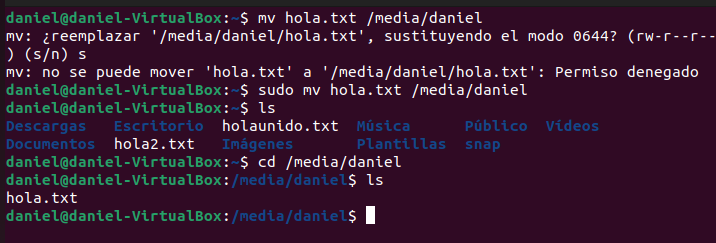 daniel@daniel-VirtualBox:~$ mv hola.txt /media/daniel
mv: ¿reemplazar '/media/daniel/hola.txt', sustituyendo el modo 0644? (rw-r--r--
) (s/n) s
mv: no se puede mover 'hola.txt' a '/media/daniel/hola.txt': Permiso denegado
daniel@daniel-VirtualBox:~$ sudo mv hola.txt /media/daniel
daniel@daniel-VirtualBox:~$ ls
Descargas   Escritorio  holaunido.txt  Música      Público  Vídeos
Documentos  hola2.txt   Imágenes       Plantillas  snap
daniel@daniel-VirtualBox:~$ cd /media/daniel
daniel@daniel-VirtualBox:/media/daniel$ ls
hola.txt
daniel@daniel-VirtualBox:/media/daniel$